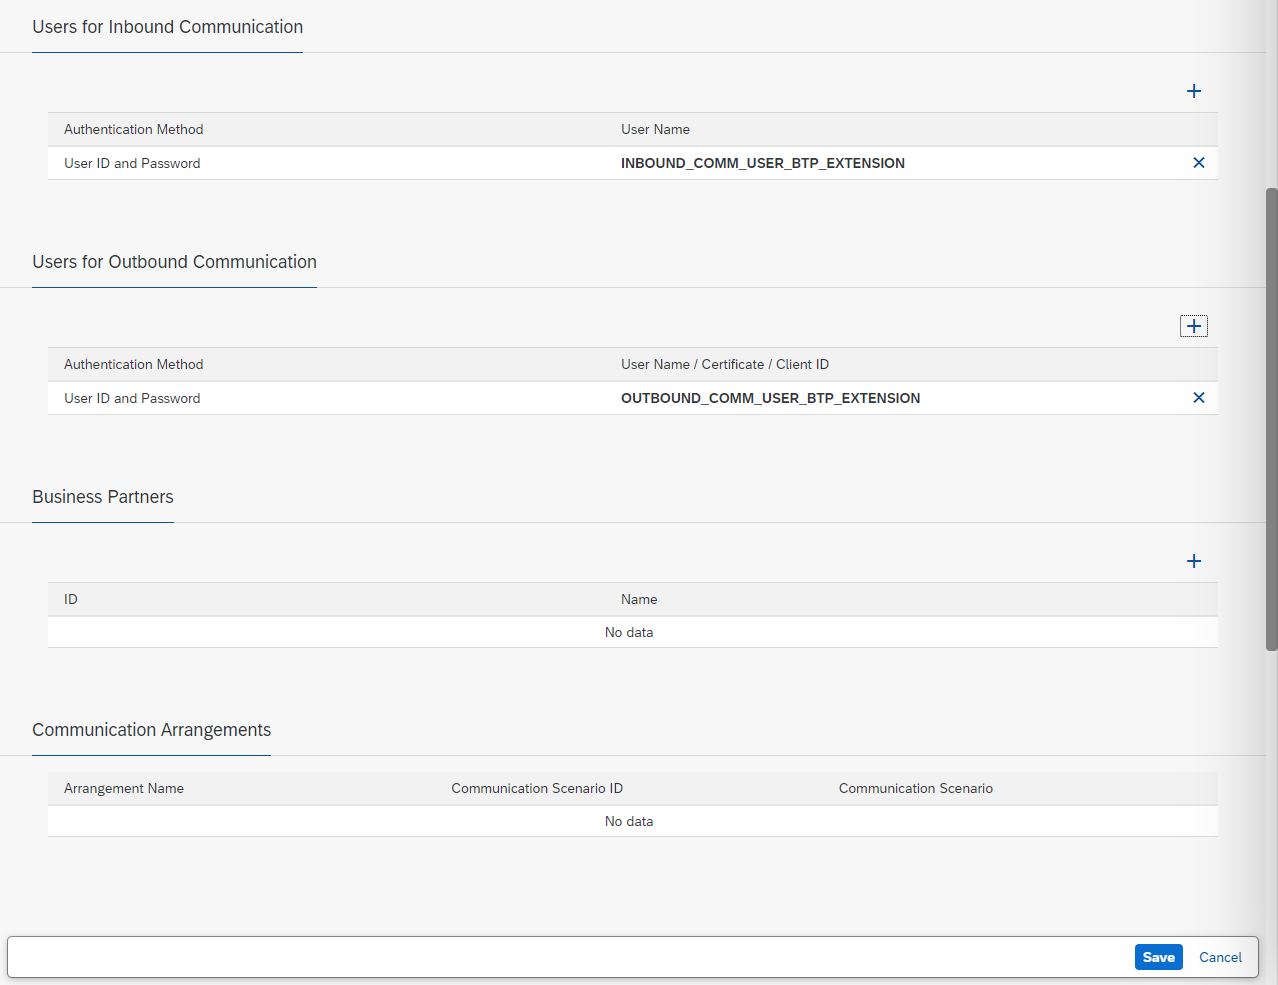 Users for Inbound Communication
Authentication Method User Name
User ID and Password INBOUND_COMM_USER_BTP_EXTENSION
Users for Outbound Communication
Authentication Method User Name / Certificate / Client ID
User ID and Password OUTBOUND_COMM_USER_BTP_EXTENSION
Business Partners
ID Name
No data
Communication Arrangements
Arrangement Name Communication Scenario ID Communication Scenario
No data
Save Cancel